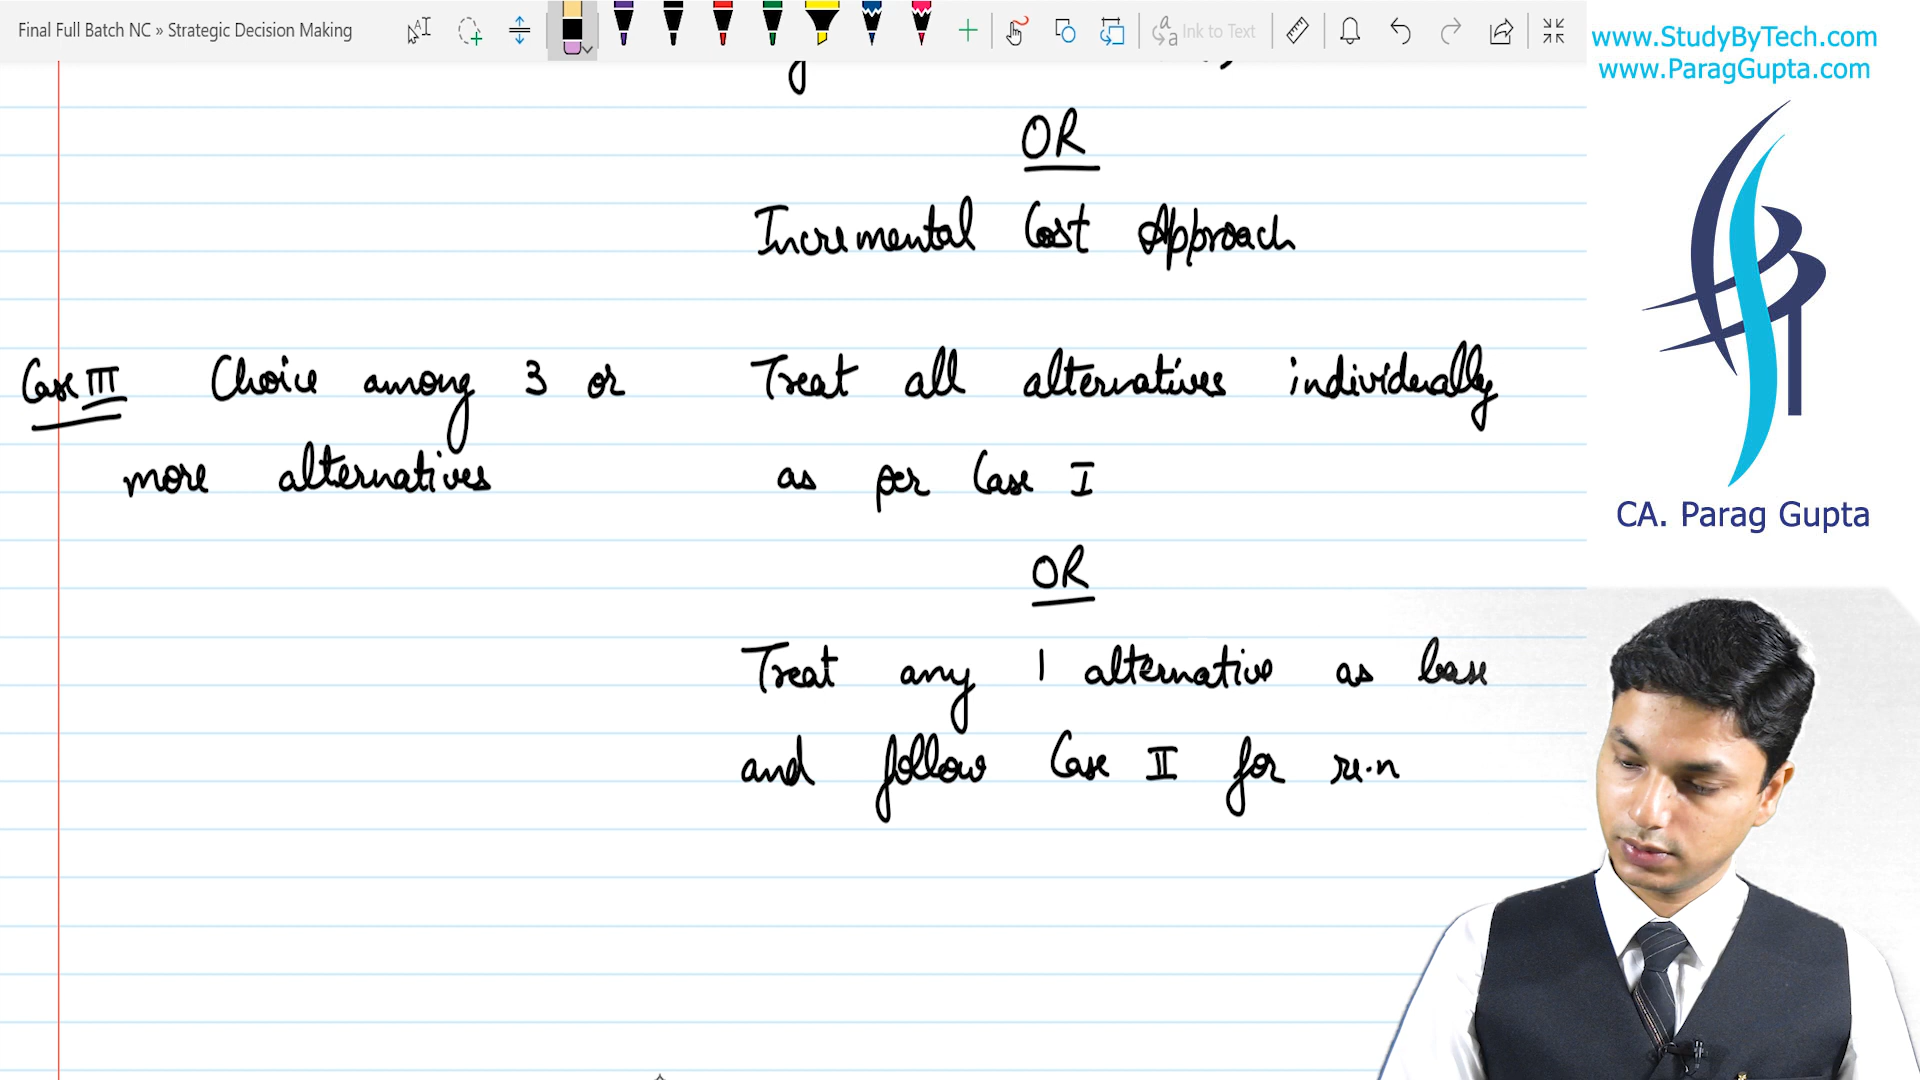 Final Full Batch NC » Strategic Decision Making
Ink to Text
www.StudyByTech.com
www.ParagGupta.com
OR
Incremental Cost Approach
Case III Choice among 3 or
more alternatives
Treat all alternatives individually
as per Case I
OR
Treat any 1 alternative as base
and follow Case II for
CA. Parag Gupta